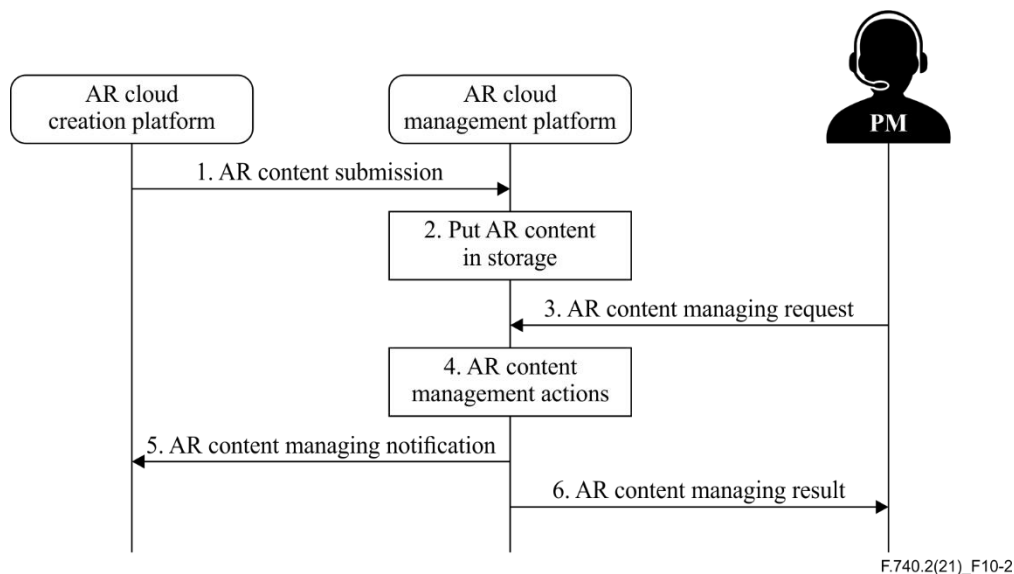 AR cloud
creation platform
AR cloud
management platform
PM
1. AR content submission
2. Put AR content
in storage
3. AR content managing request
4. AR content
management actions
5. AR content managing notification
6. AR content managing result
F.740.2(21)_F10-2